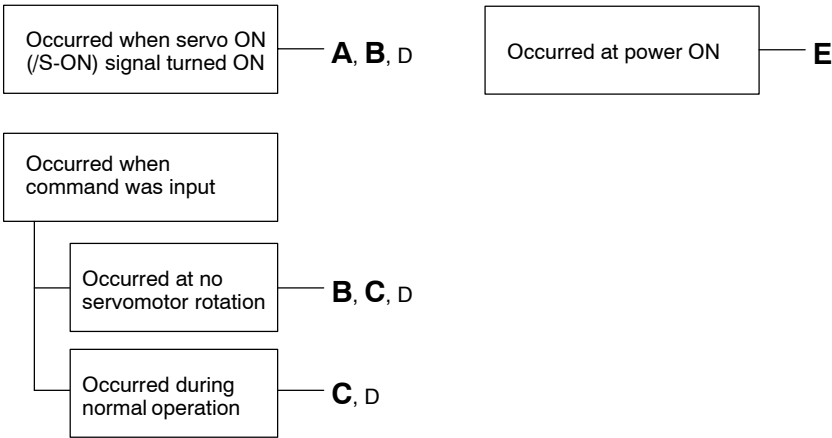 Occurred when servo ON
(/S-ON) signal turned ON
A, B, D
Occurred at power ON
E
Occurred when
command was input
Occurred at no
servomotor rotation
B, C, D
Occurred during
normal operation
C, D